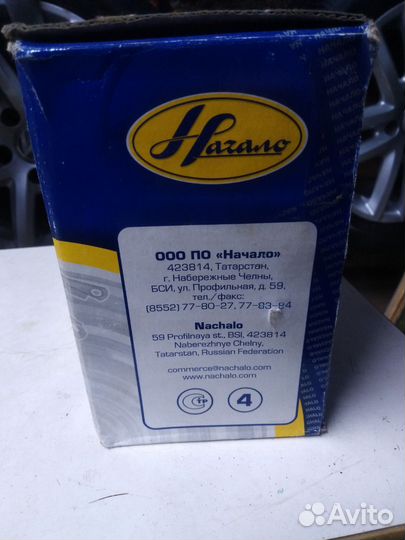 Начало
ООО ПО «Начало»
423814, Татарстан,
г. Набережные Челны,
БСИ, ул. Профильная, д. 59,
тел./факс:
(8552) 77-80-27, 77-83-84
Nachalo
59 Profilnaya st., BSI, 423814
Naberezhnye Chelny,
Tatarstan, Russian Federation
commerce@nachalo.com
www.nachalo.com
Стр
4
Avito